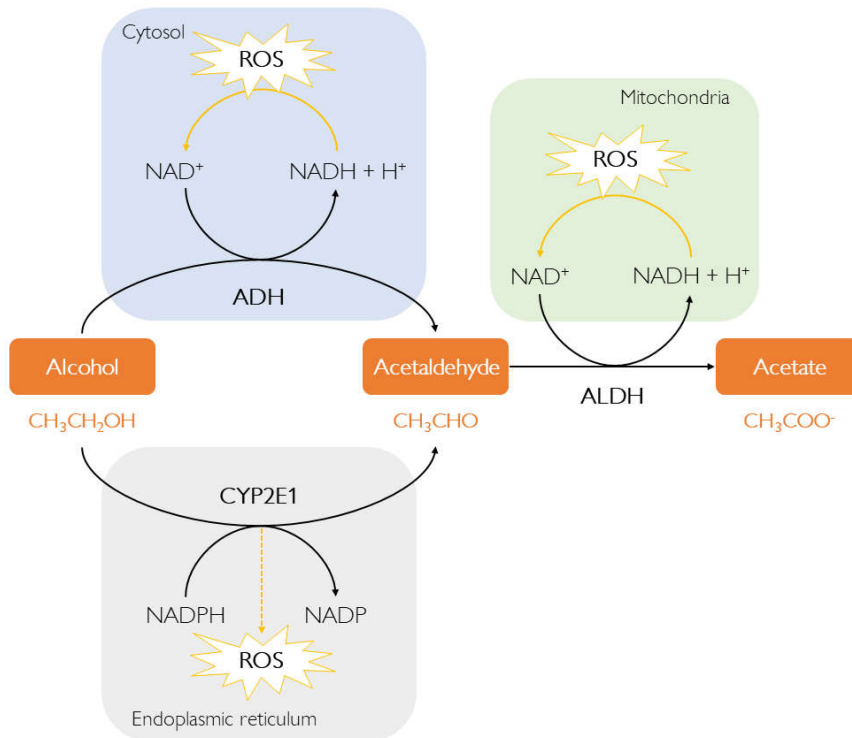 Cytosol
ROS
NAD⁺
NADH + H⁺
ADH
Mitochondria
ROS
NAD⁺
NADH + H⁺
Alcohol
Acetaldehyde
ALDH
Acetate
CH₃CH₂OH
CH₃CHO
CH₃COO⁻
CYP2E1
NADPH
NADP
ROS
Endoplasmic reticulum